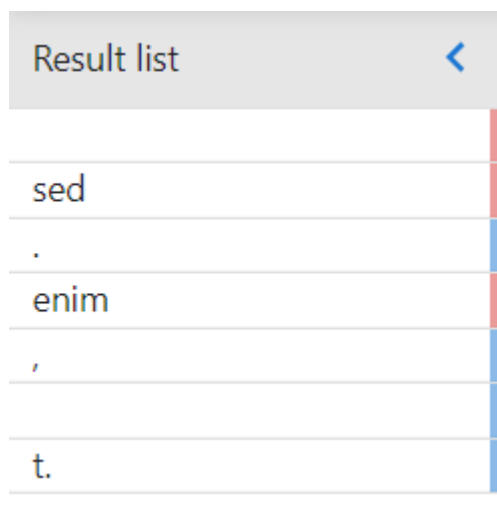 Result list
sed
.
enim
,
t.